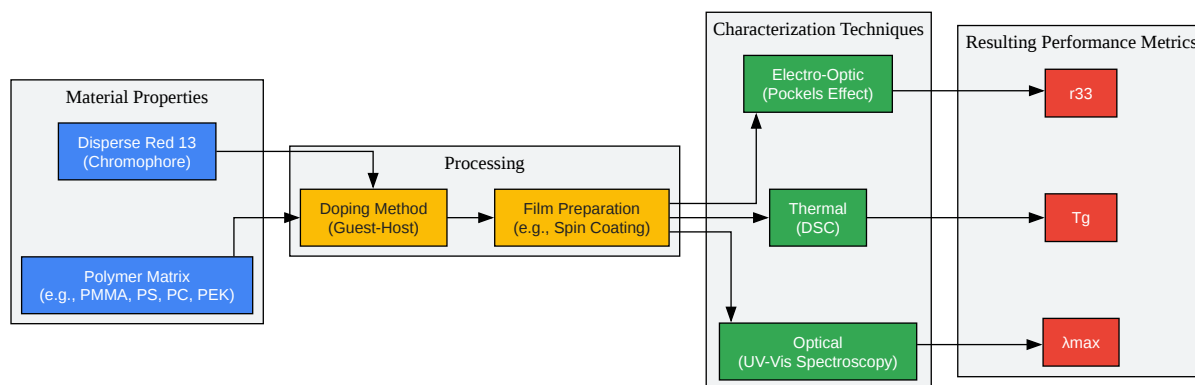 Material Properties
Disperse Red 13
(Chromophore)
Polymer Matrix
(e.g., PMMA, PS, PC, PEK)
Processing
Doping Method
(Guest-Host)
Film Preparation
(e.g., Spin Coating)
Characterization Techniques
Electro-Optic
(Pockels Effect)
Thermal
(DSC)
Optical
(UV-Vis Spectroscopy)
Resulting Performance Metrics
r33
Tg
λmax